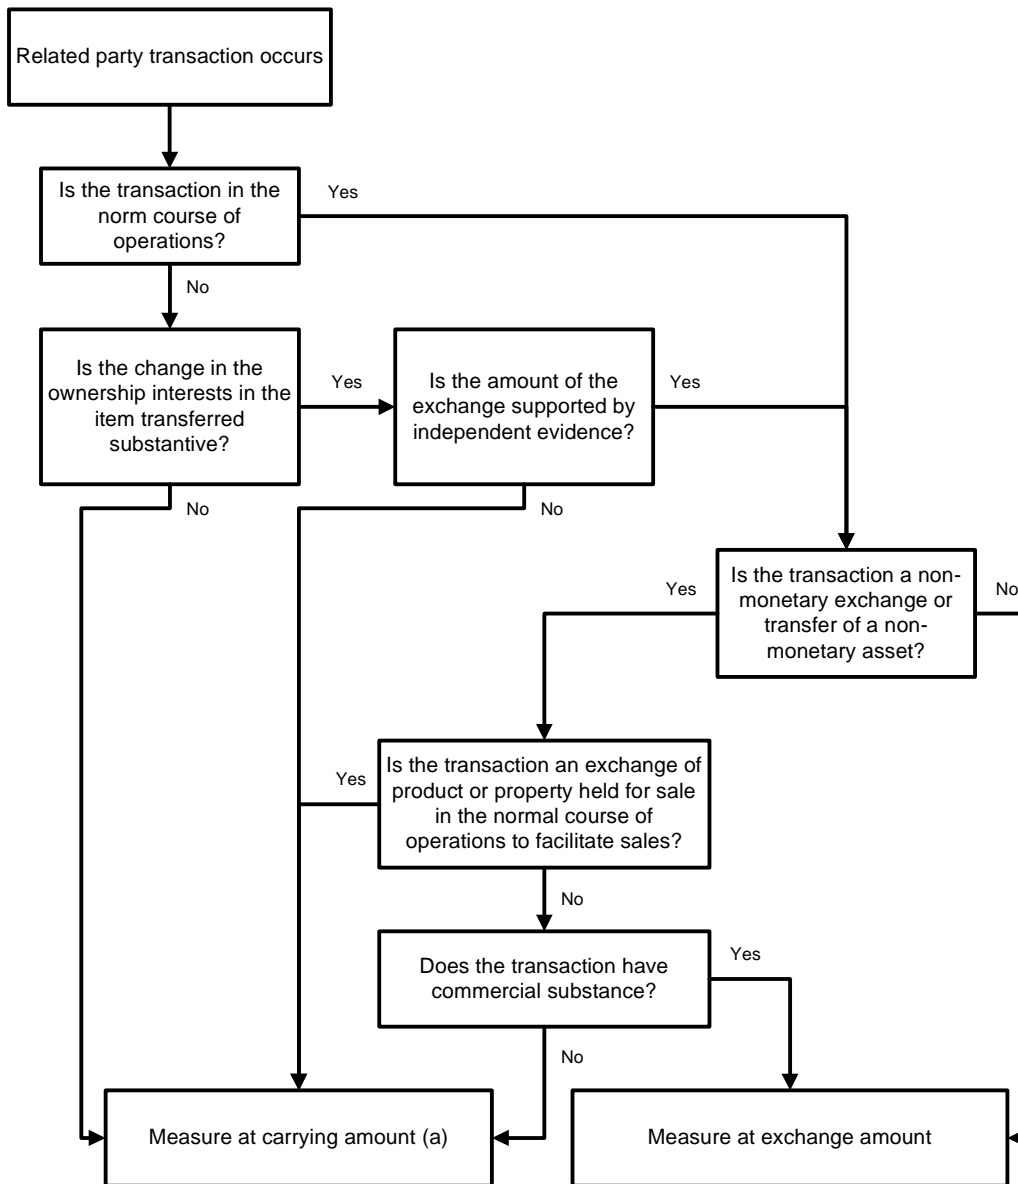 Related party transaction occurs
Is the transaction in the
norm course of
operations?
Yes
No
Is the change in the
ownership interests in the
item transferred
substantive?
Yes
Is the amount of the
exchange supported by
independent evidence?
Yes
No
No
Is the transaction a non-
monetary exchange or
transfer of a non-
monetary asset?
Yes
No
Is the transaction an exchange of
product or property held for sale
in the normal course of
operations to facilitate sales?
Yes
No
Does the transaction have
commercial substance?
Yes
No
Measure at carrying amount (a)
Measure at exchange amount